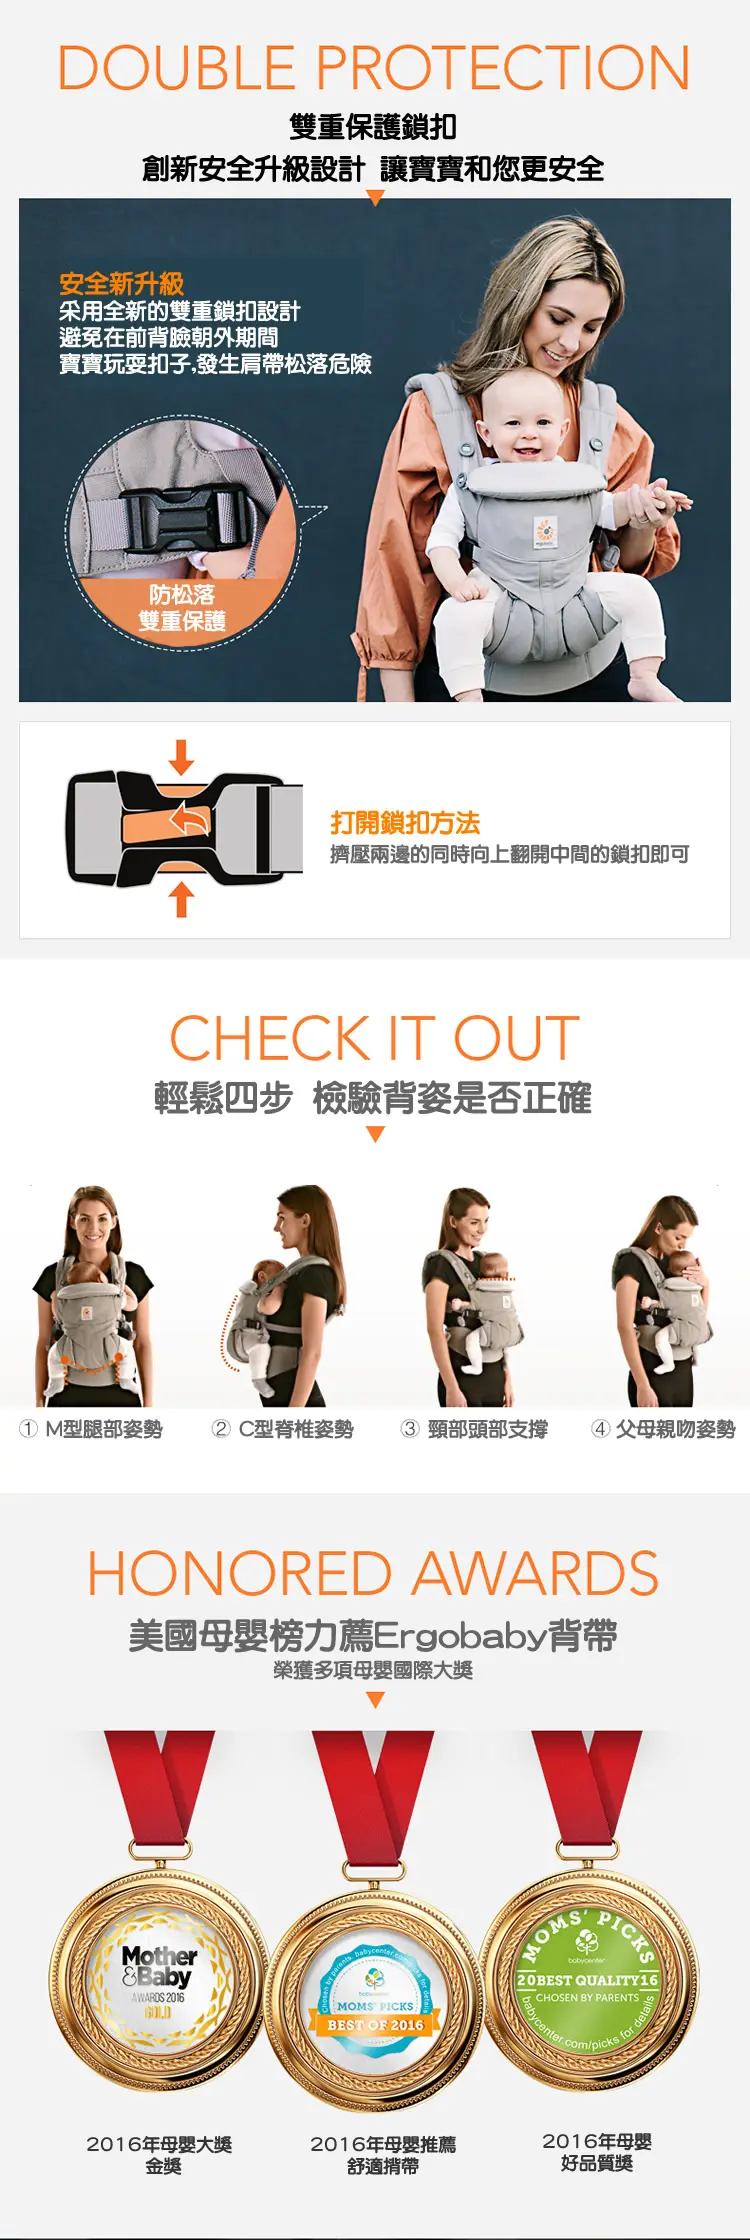 DOUBLE PROTECTION
雙重保護鎖扣
創新安全升級設計 讓寶寶和您更安全
安全新升級
采用全新的雙重鎖扣設計
避免在前背臉朝外期間
寶寶玩耍扣子,發生肩帶松落危險
防松落
雙重保護
打開鎖扣方法
擠壓兩邊的同時向上翻開中間的鎖扣即可
CHECK IT OUT
輕鬆四步 檢驗背姿是否正確
① M型腿部姿勢
② C型脊椎姿勢
③ 頸部頭部支撐
④ 父母親吻姿勢
HONORED AWARDS
美國母嬰榜力薦Ergobaby背帶
榮獲多項母嬰國際大獎
Mother
&Baby
AWARDS 2016
GOLD
2016年母嬰大獎
金獎
Chosen by parents. babycenter.com/picks for details
babycenter
MOMS' PICKS
BEST OF 2016
2016年母嬰推薦
舒適揹帶
MOMS' PICKS
babycenter
20BEST QUALITY16
CHOSEN BY PARENTS
babycenter.com/picks for details
2016年母嬰
好品質獎